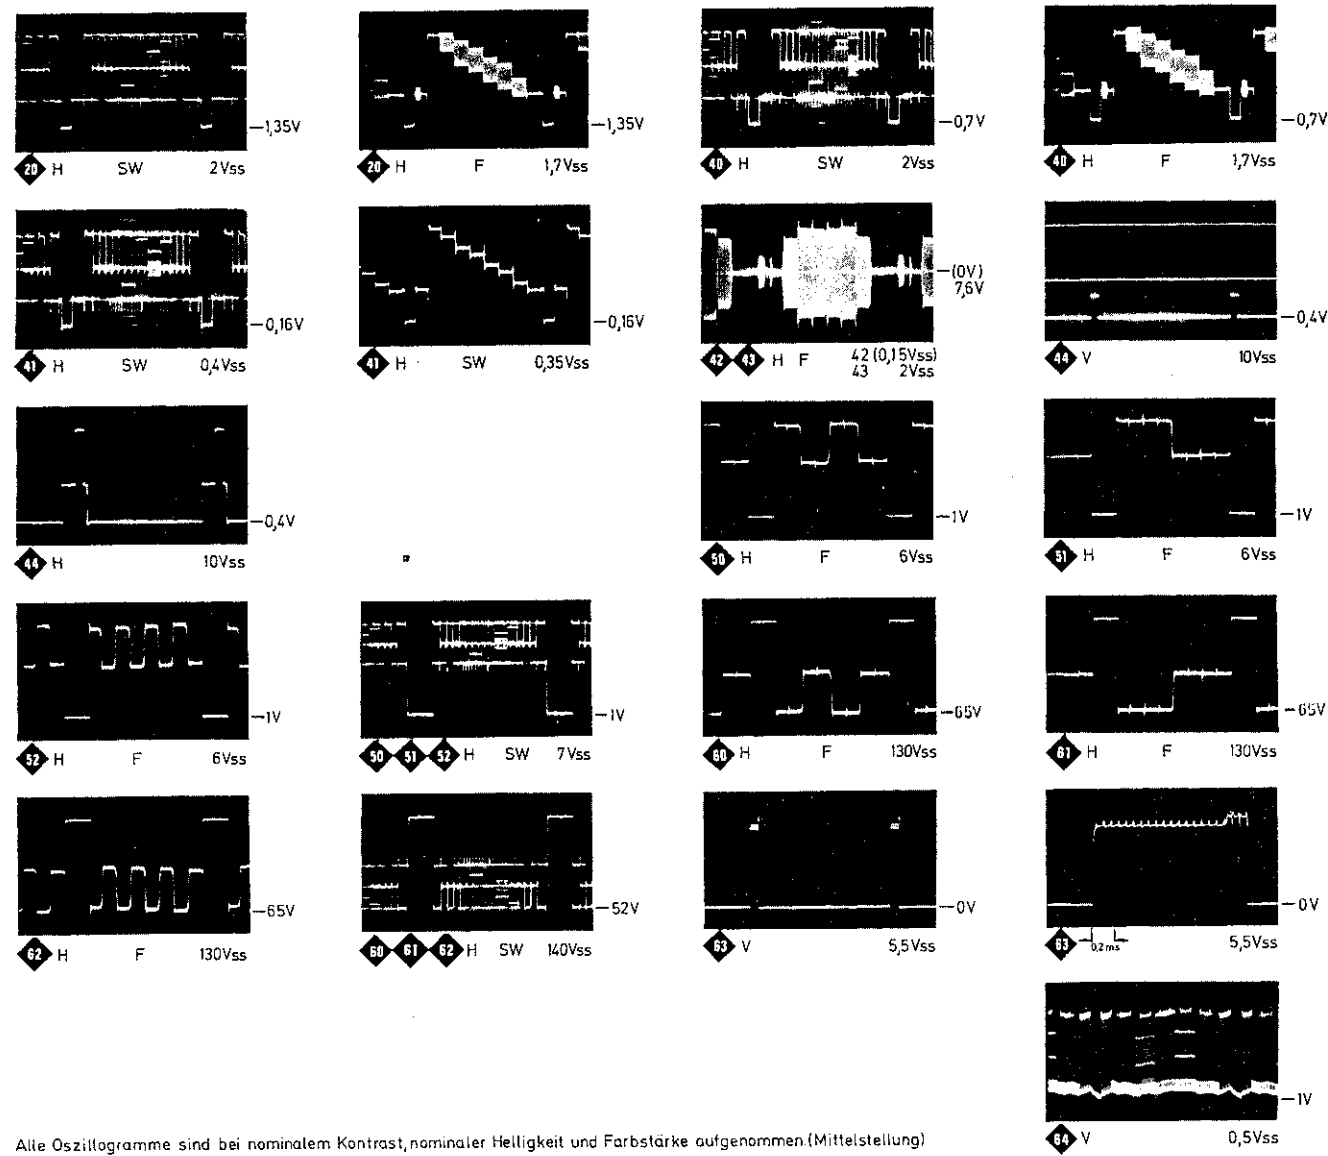 —1,35V —1,35V —0,7V —0,7V
20 H SW 2Vss 20 H F 1,7Vss 40 H SW 2Vss 40 H F 1,7Vss
—(0V)
7,6V
—0,16V —0,16V —0,4V
41 H SW 0,4Vss 41 H SW 0,35Vss 42 43 H F 42 (0,15Vss) 44 V 10Vss
43 2Vss
—0,4V —1V —1V
44 H 10Vss 50 H F 6Vss 51 H F 6Vss
—1V —1V —65V —65V
52 H F 6Vss 50 51 52 H SW 7Vss 60 H F 130Vss 61 H F 130Vss
—65V —52V —0V —0V
62 H F 130Vss 60 61 62 H SW 140Vss 63 V 5,5Vss 63 0,2ms 5,5Vss
—1V
64 V 0,5Vss
Alle Oszillogramme sind bei nominalem Kontrast, nominaler Helligkeit und Farbstärke aufgenommen.(Mittelstellung)